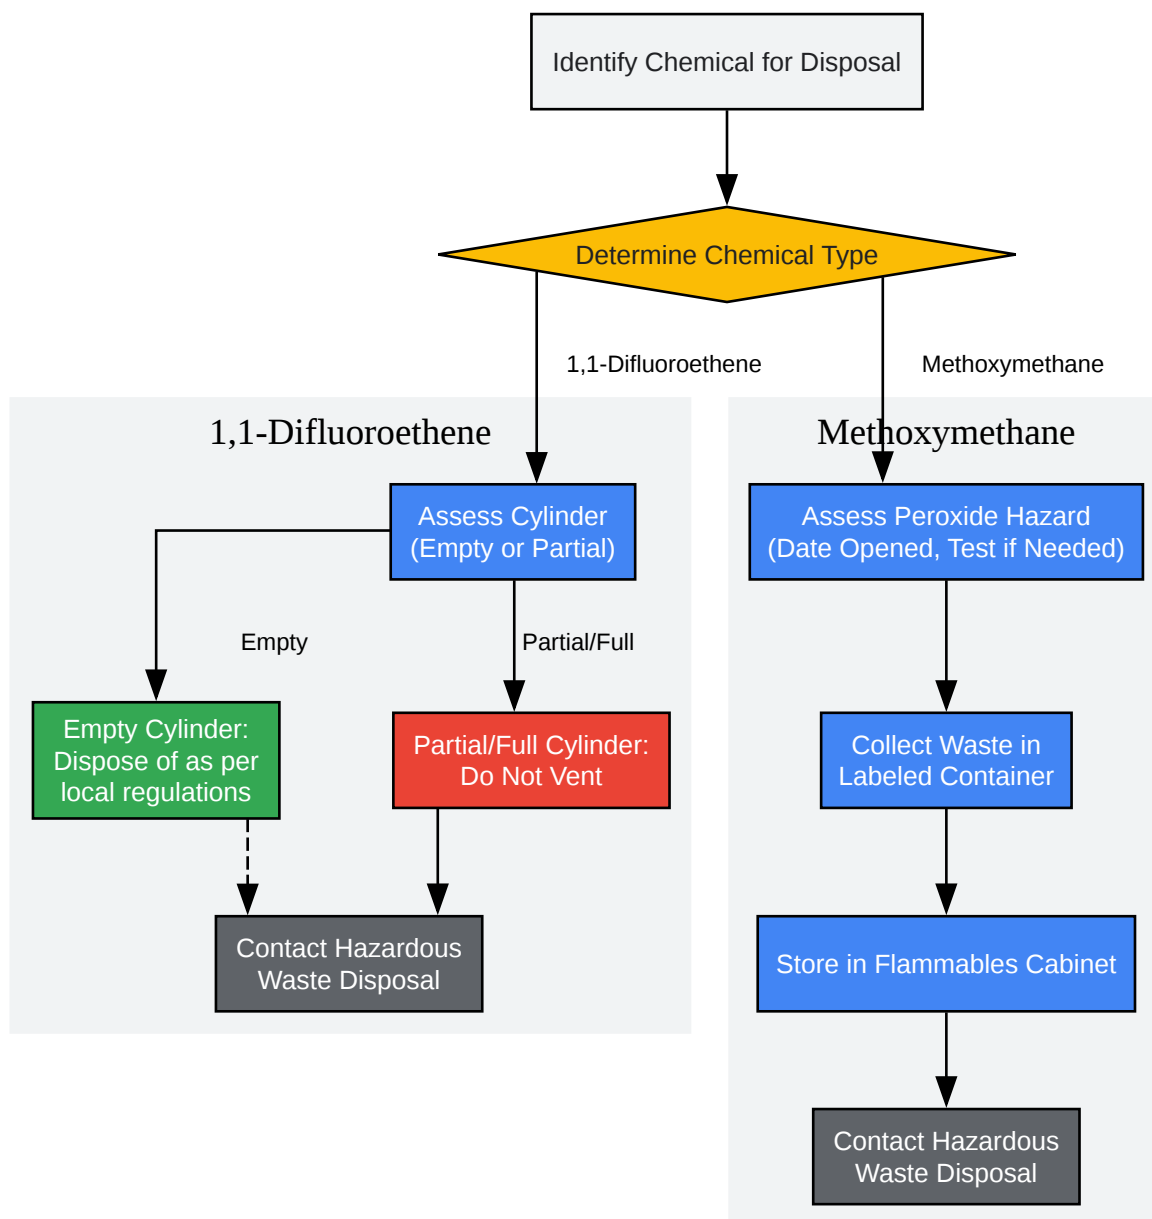 Identify Chemical for Disposal
Determine Chemical Type
1,1-Difluoroethene
Methoxymethane
1,1-Difluoroethene
Methoxymethane
Assess Cylinder
(Empty or Partial)
Assess Peroxide Hazard
(Date Opened, Test if Needed)
Empty
Partial/Full
Empty Cylinder:
Dispose of as per
local regulations
Partial/Full Cylinder:
Do Not Vent
Collect Waste in
Labeled Container
Contact Hazardous
Waste Disposal
Store in Flammables Cabinet
Contact Hazardous
Waste Disposal